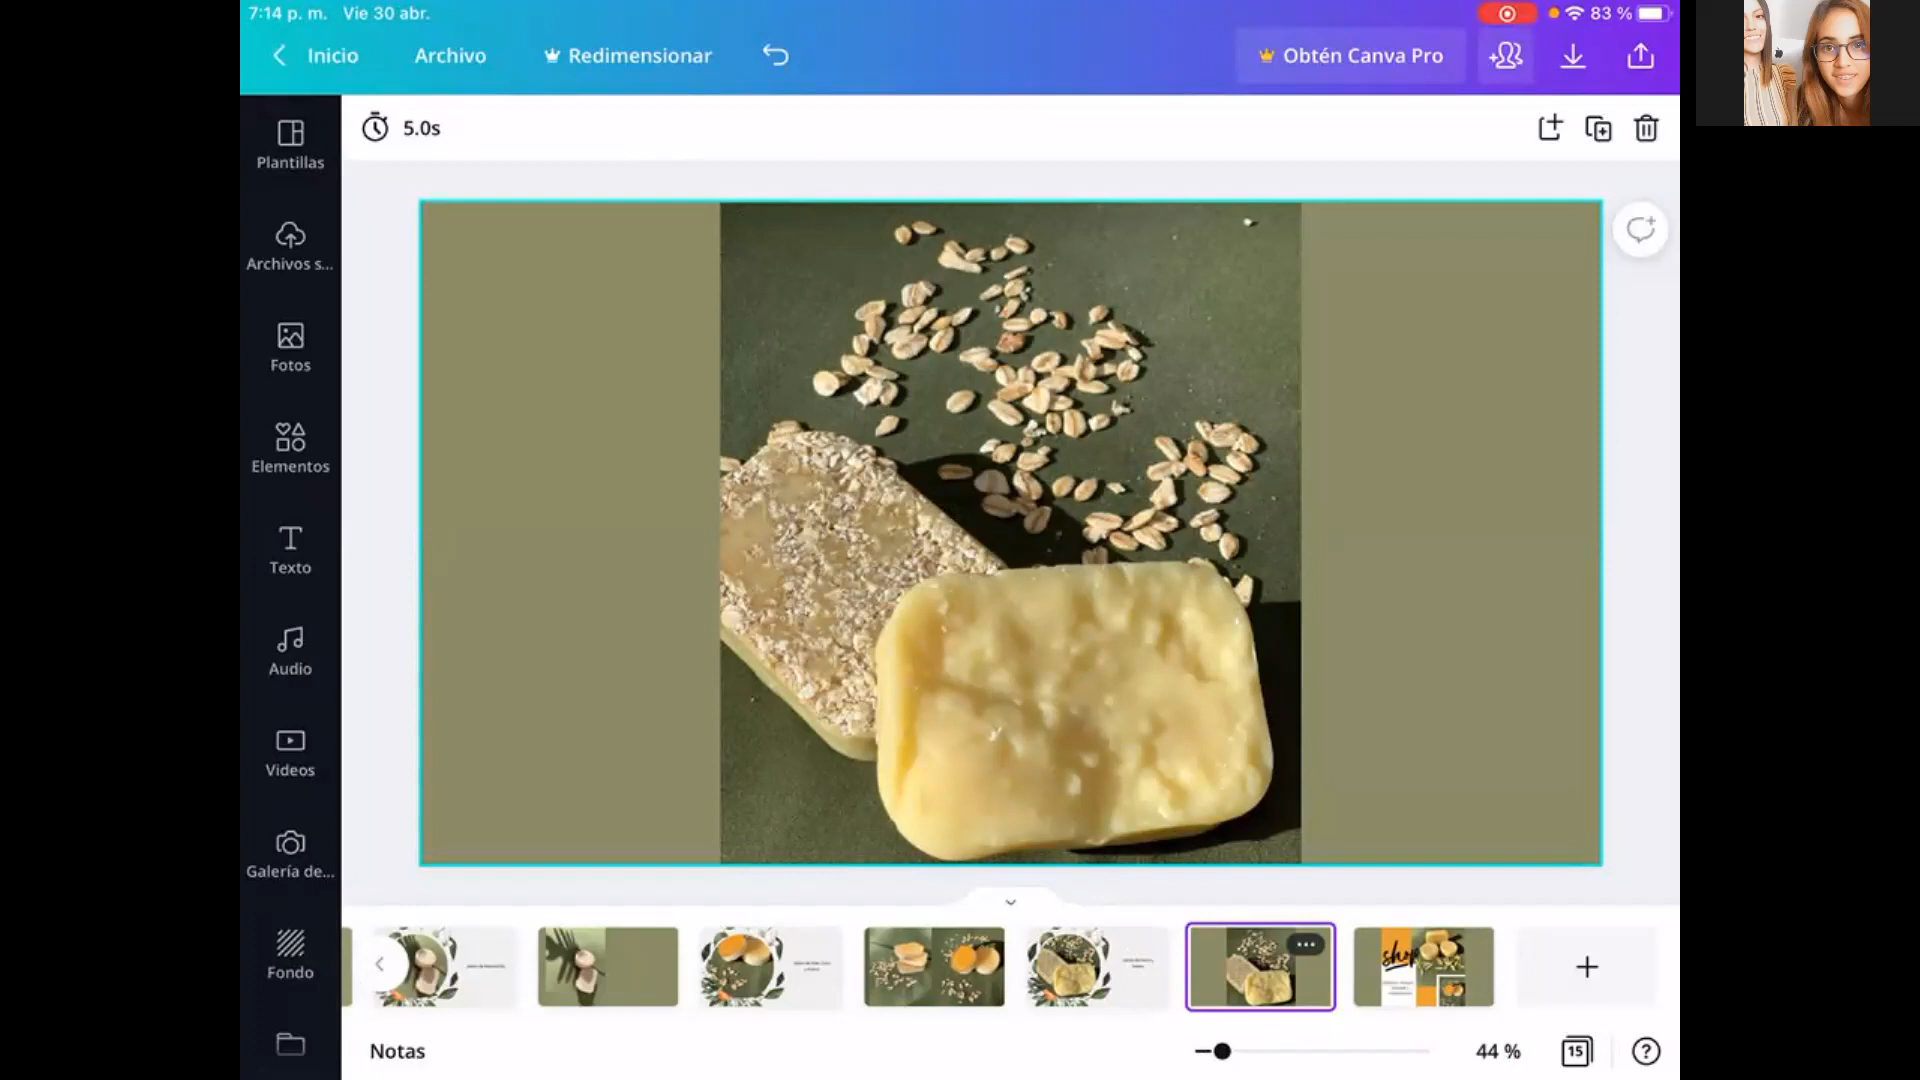 7:14 p. m. Vie 30 abr.
83 %
Inicio
Archivo
Redimensionar
Obtén Canva Pro
5.0s
Plantillas
Archivos s...
Fotos
Elementos
Texto
Audio
Videos
Galería de...
Fondo
shop
Notas
44 %
15
?